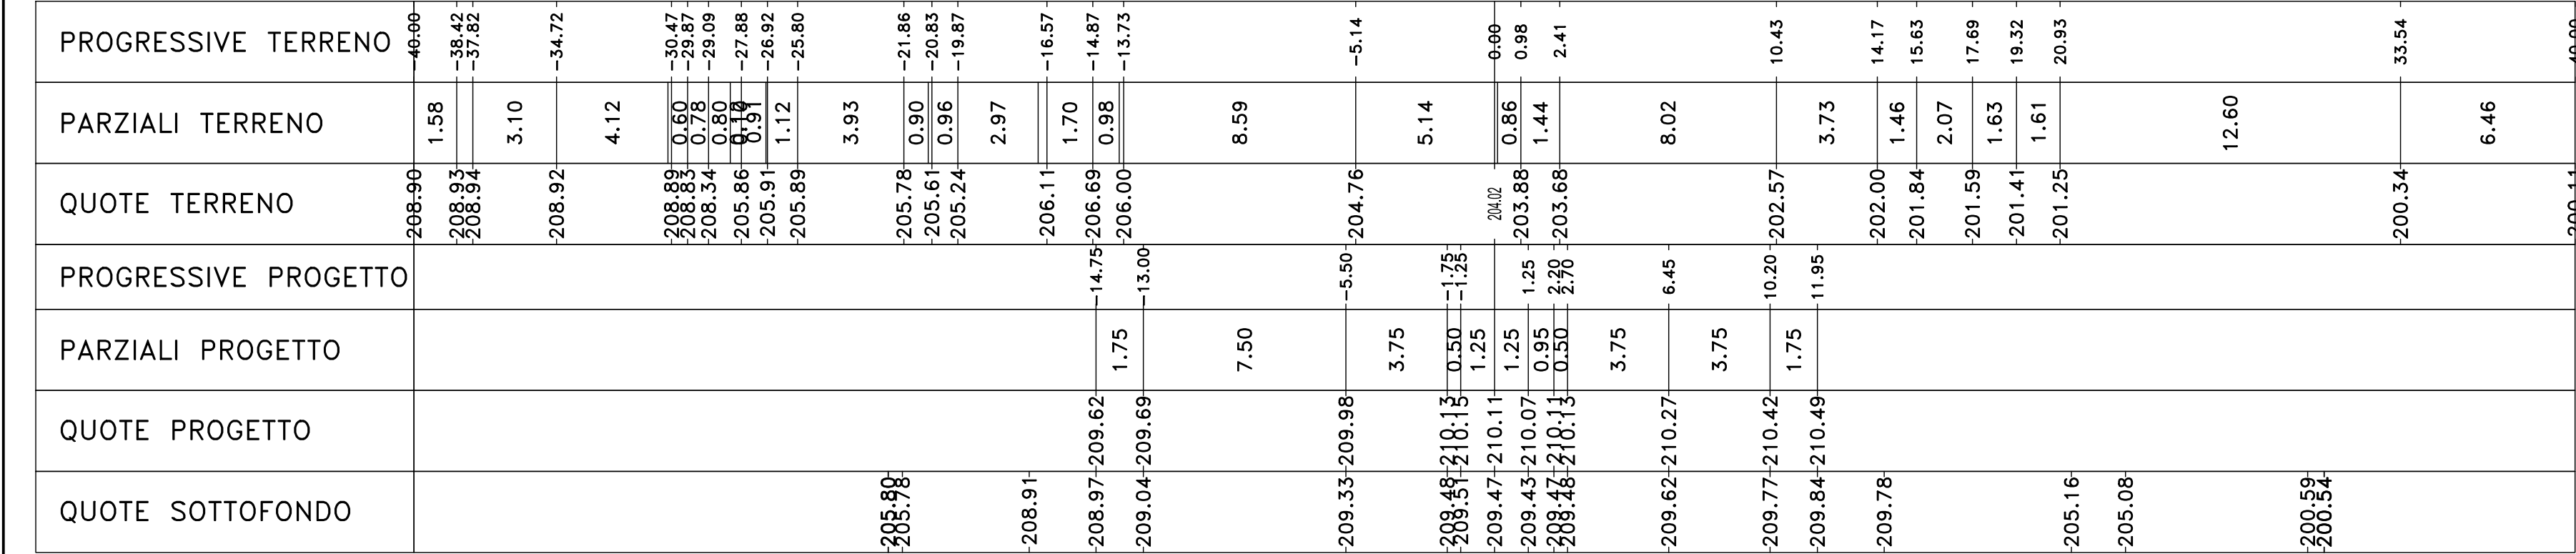 PROGRESSIVE TERRENO -40.00 -38.42 -37.82 -34.72 -30.47 -29.87 -29.09 -27.88 -26.92 -25.80 -21.86 -20.83 -19.87 -16.57 -14.87 -13.73 -5.14 0.00 0.98 2.41 10.43 14.17 15.63 17.69 19.32 20.93 33.54
PARZIALI TERRENO 1.58 3.10 4.12 0.60 0.78 0.80 0.91 1.12 3.93 0.90 0.96 2.97 1.70 0.98 8.59 5.14 0.86 1.44 8.02 3.73 1.46 2.07 1.63 1.61 12.60 6.46
QUOTE TERRENO 208.90 208.93 208.94 208.92 208.89 208.83 208.34 205.86 205.91 205.89 205.78 205.61 205.24 206.11 206.69 206.00 204.76 204.02 203.88 203.68 202.57 202.00 201.84 201.59 201.41 201.25 200.34
PROGRESSIVE PROGETTO -14.75 -13.00 -5.50 -1.75 -1.25 1.25 2.20 2.70 6.45 10.20 11.95
PARZIALI PROGETTO 1.75 7.50 3.75 0.50 1.25 1.25 0.95 0.50 3.75 3.75 1.75
QUOTE PROGETTO 209.62 209.69 209.98 210.13 210.15 210.11 210.07 210.11 210.13 210.27 210.42 210.49
QUOTE SOTTOFONDO 205.80 205.78 208.91 208.97 209.04 209.33 209.48 209.51 209.47 209.43 209.47 209.48 209.62 209.77 209.84 209.78 205.16 205.08 200.59 200.54